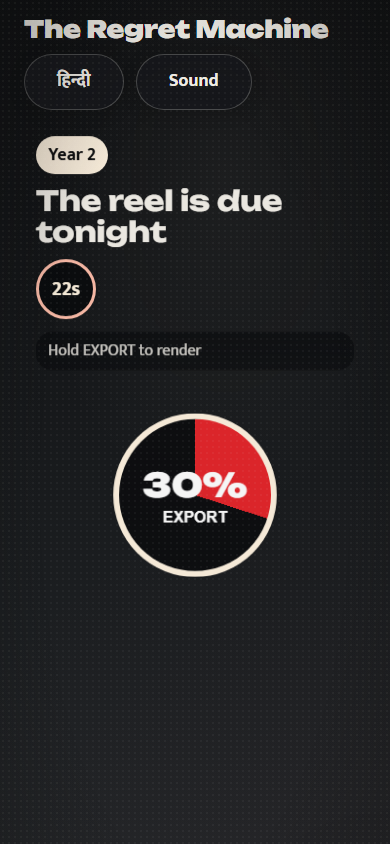 The Regret Machine
हिन्दी
Sound
Year 2
The reel is due
tonight
22s
Hold EXPORT to render
30%
EXPORT